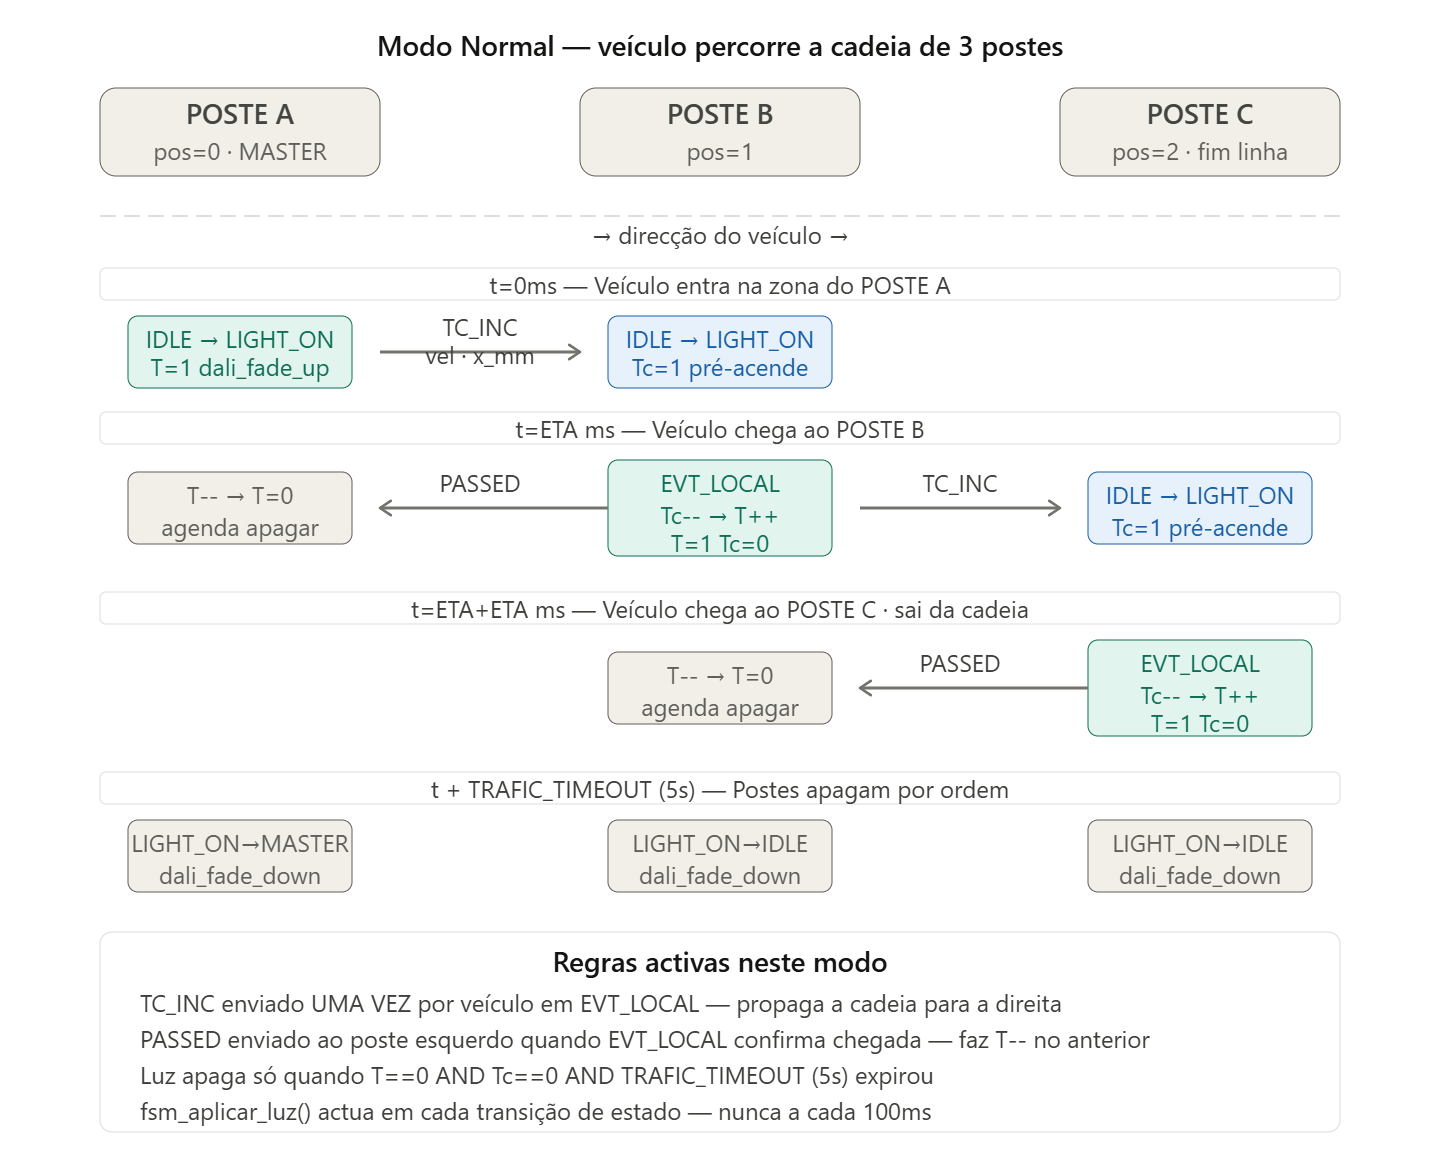 Modo Normal — veículo percorre a cadeia de 3 postes
POSTE A
pos=0 · MASTER
POSTE B
pos=1
POSTE C
pos=2 · fim linha
→ direcção do veículo →
t=0ms — Veículo entra na zona do POSTE A
IDLE → LIGHT_ON
T=1 dali_fade_up
TC_INC
vel · x_mm
IDLE → LIGHT_ON
Tc=1 pré-acende
t=ETA ms — Veículo chega ao POSTE B
T-- → T=0
agenda apagar
PASSED
EVT_LOCAL
Tc-- → T++
T=1 Tc=0
TC_INC
IDLE → LIGHT_ON
Tc=1 pré-acende
t=ETA+ETA ms — Veículo chega ao POSTE C · sai da cadeia
T-- → T=0
agenda apagar
PASSED
EVT_LOCAL
Tc-- → T++
T=1 Tc=0
t + TRAFIC_TIMEOUT (5s) — Postes apagam por ordem
LIGHT_ON→MASTER
dali_fade_down
LIGHT_ON→IDLE
dali_fade_down
LIGHT_ON→IDLE
dali_fade_down
Regras activas neste modo
TC_INC enviado UMA VEZ por veículo em EVT_LOCAL — propaga a cadeia para a direita
PASSED enviado ao poste esquerdo quando EVT_LOCAL confirma chegada — faz T-- no anterior
Luz apaga só quando T==0 AND Tc==0 AND TRAFIC_TIMEOUT (5s) expirou
fsm_aplicar_luz() actua em cada transição de estado — nunca a cada 100ms